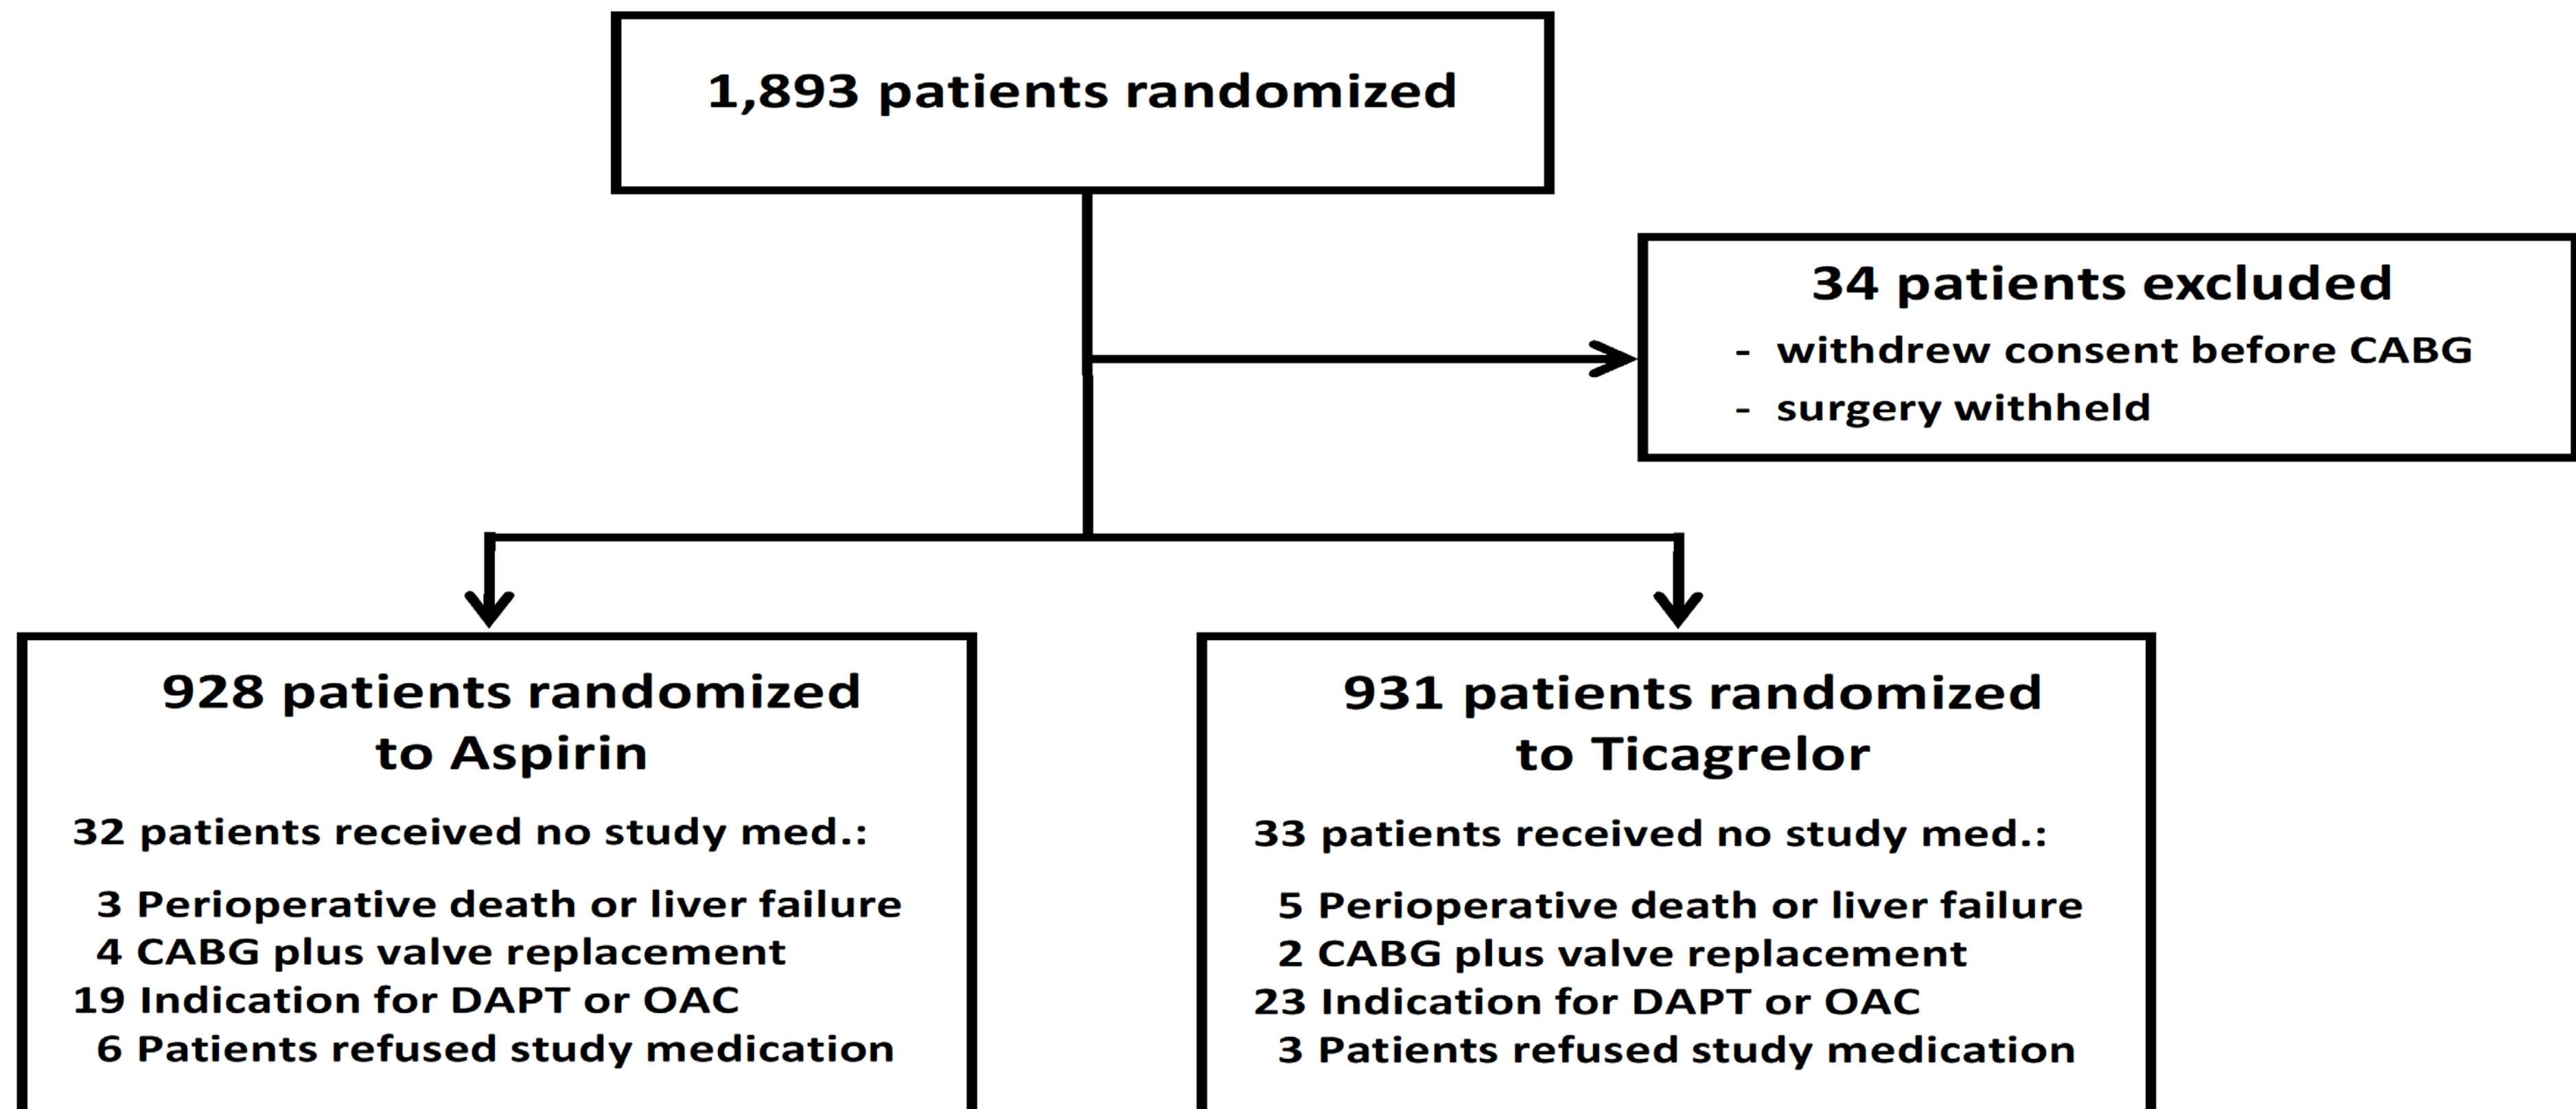 1,893 patients randomized
34 patients excluded
- withdrew consent before CABG
- surgery withheld
928 patients randomized
to Aspirin
32 patients received no study med.:
3 Perioperative death or liver failure
4 CABG plus valve replacement
19 Indication for DAPT or OAC
6 Patients refused study medication
931 patients randomized
to Ticagrelor
33 patients received no study med.:
5 Perioperative death or liver failure
2 CABG plus valve replacement
23 Indication for DAPT or OAC
3 Patients refused study medication